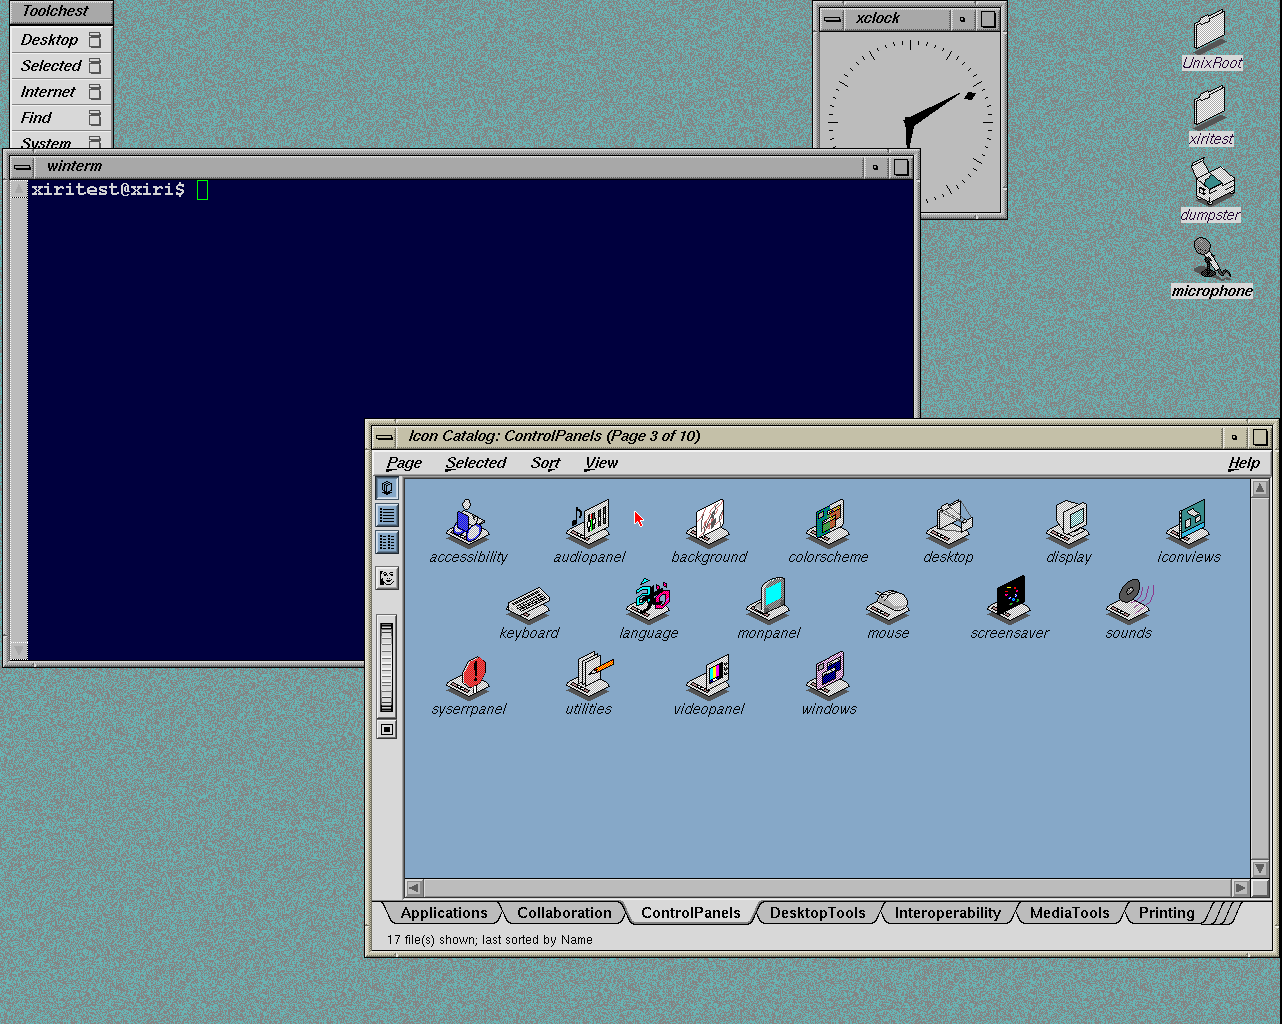 Toolchest
Desktop
Selected
Internet
Find
System
xclock
UnixRoot
xiritest
dumpster
microphone
winterm
xiritest@xiri$
Icon Catalog: ControlPanels (Page 3 of 10)
Page Selected Sort View Help
accessibility audiopanel background colorscheme desktop display iconviews
keyboard language monpanel mouse screensaver sounds
syserrpanel utilities videopanel windows
Applications Collaboration ControlPanels DesktopTools Interoperability MediaTools Printing
17 file(s) shown; last sorted by Name